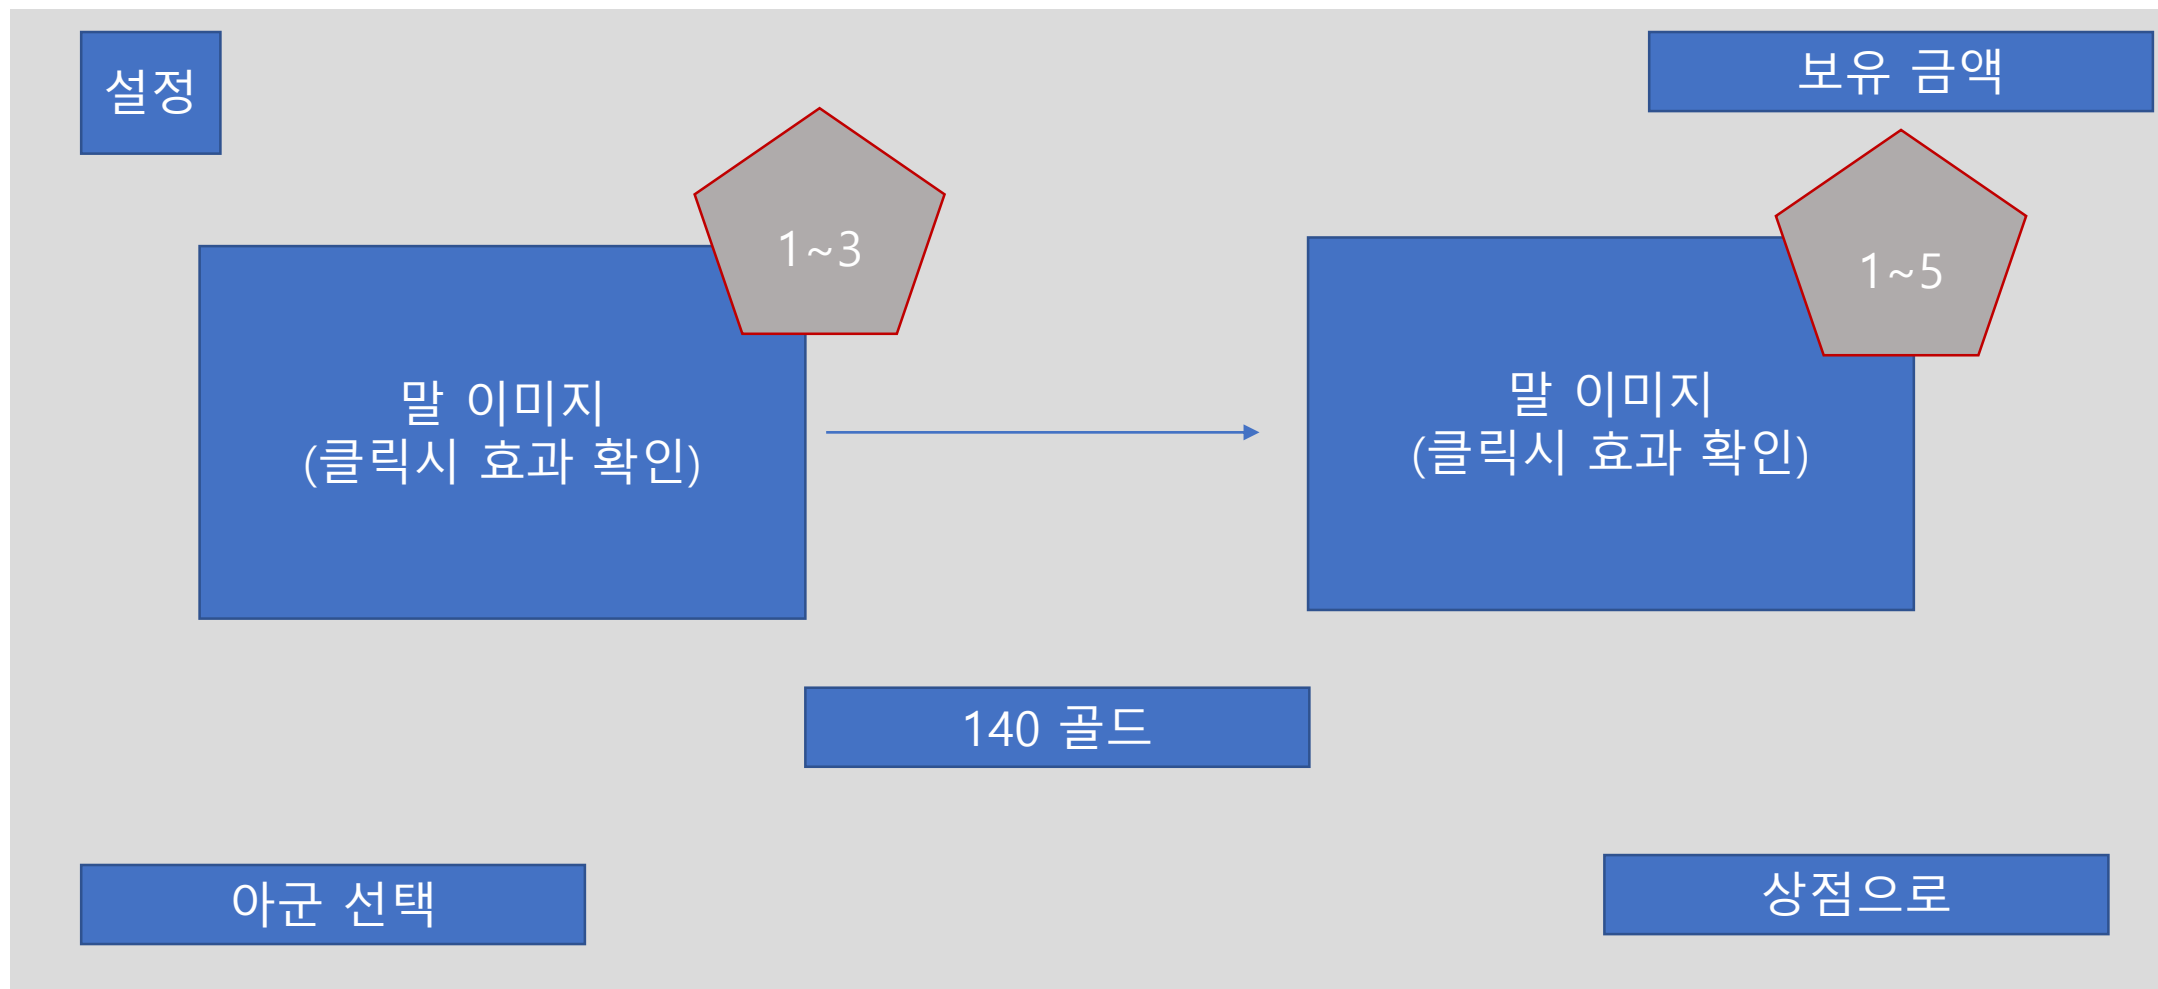 설정
보유 금액
1~3
1~5
말 이미지
(클릭시 효과 확인)
말 이미지
(클릭시 효과 확인)
140 골드
아군 선택
상점으로